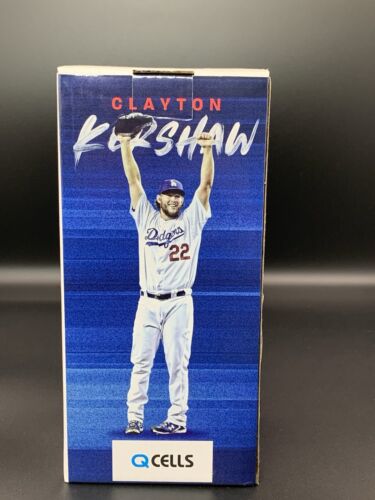 CLAYTON
KERSHAW
Dodgers
22
Q CELLS